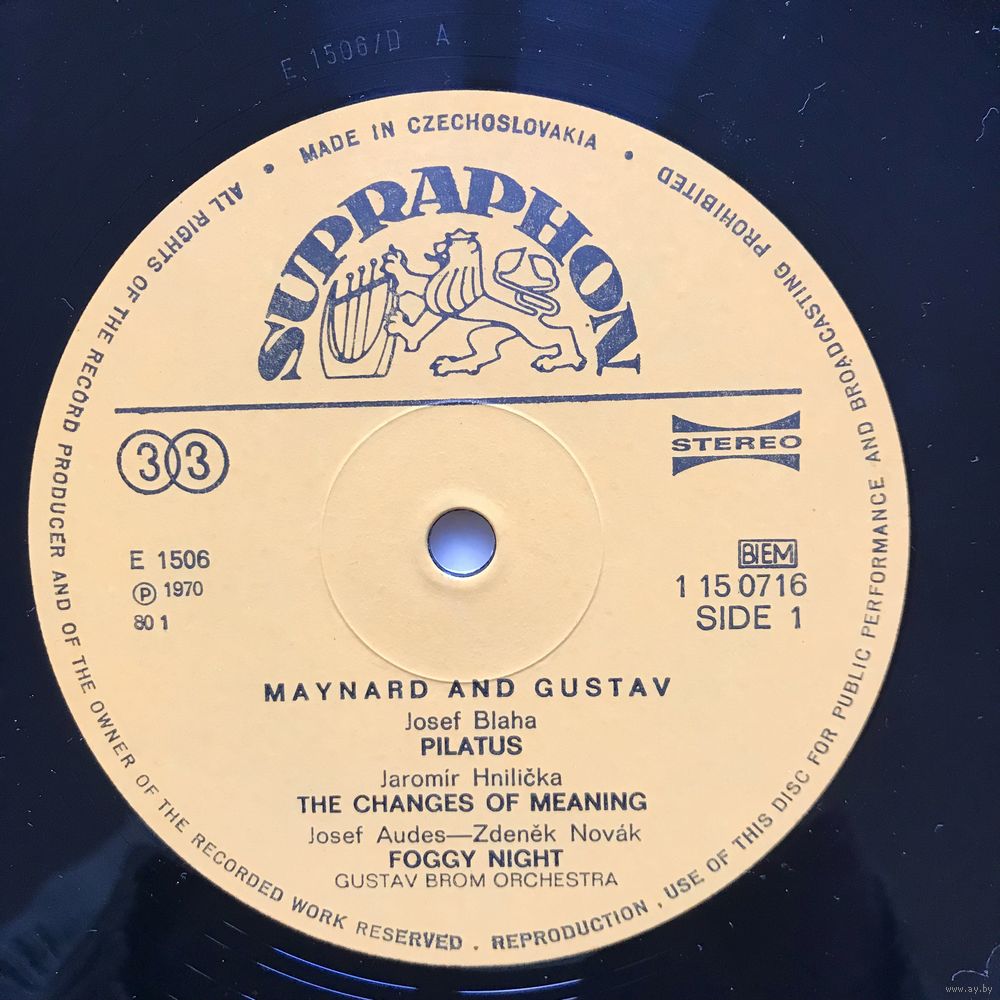 E 1506/D A
MADE IN CZECHOSLOVAKIA
ALL RIGHTS OF THE RECORD PRODUCER AND OF THE OWNER OF THE RECORDED WORK RESERVED . REPRODUCTION , USE OF THIS DISC FOR PUBLIC PERFORMANCE AND BROADCASTING PROHIBITED
SUPRAPHON
33
STEREO
E 1506
Ⓟ 1970
80 1
BIEM
1 15 0716
SIDE 1
MAYNARD AND GUSTAV
Josef Blaha
PILATUS
Jaromír Hnilička
THE CHANGES OF MEANING
Josef Audes—Zdeněk Novák
FOGGY NIGHT
GUSTAV BROM ORCHESTRA
www.ay.by